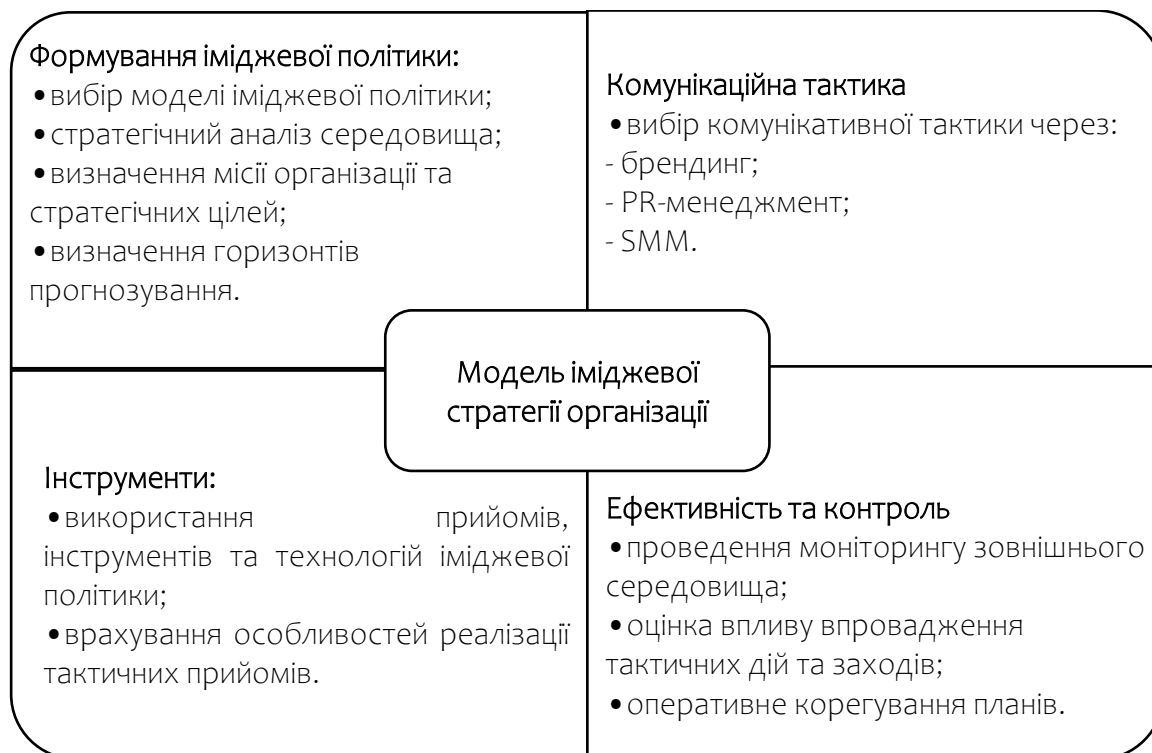 Формування іміджевої політики:
•вибір моделі іміджевої політики;
•стратегічний аналіз середовища;
•визначення місії організації та
стратегічних цілей;
•визначення горизонтів
прогнозування.
Комунікаційна тактика
•вибір комунікативної тактики через:
- брендинг;
- PR-менеджмент;
- SMM.
Модель іміджевої
стратегії організації
Інструменти:
•використання прийомів,
інструментів та технологій іміджевої
політики;
•врахування особливостей реалізації
тактичних прийомів.
Ефективність та контроль
•проведення моніторингу зовнішнього
середовища;
•оцінка впливу впровадження
тактичних дій та заходів;
•оперативне корегування планів.